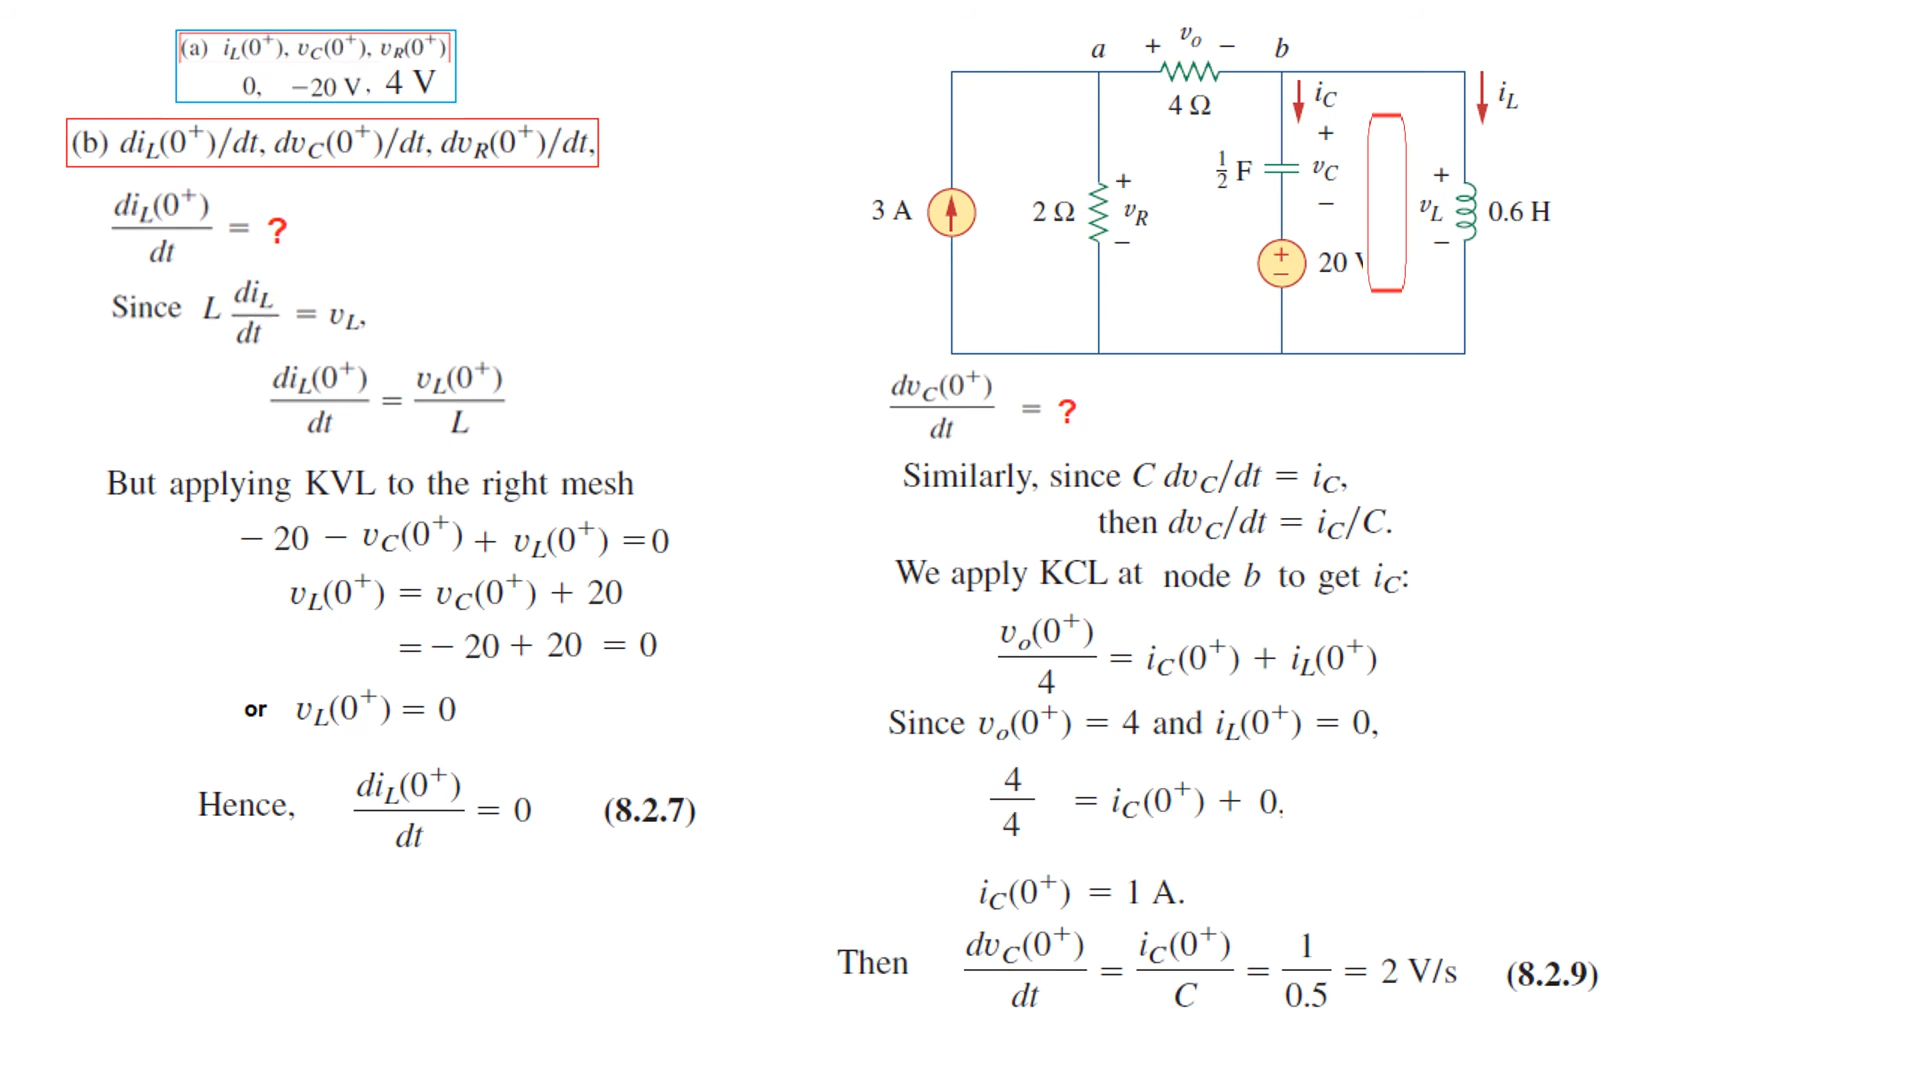 (a) i_L(0⁺), v_C(0⁺), v_R(0⁺)
0, −20 V, 4 V
(b) di_L(0⁺)/dt, dv_C(0⁺)/dt, dv_R(0⁺)/dt,
di_L(0⁺)/dt = ?
Since L di_L/dt = v_L,
di_L(0⁺)/dt = v_L(0⁺)/L
But applying KVL to the right mesh
− 20 − v_C(0⁺) + v_L(0⁺) = 0
v_L(0⁺) = v_C(0⁺) + 20
= − 20 + 20 = 0
or v_L(0⁺) = 0
Hence, di_L(0⁺)/dt = 0 (8.2.7)
a + v_o − b
4 Ω
i_C
i_L
3 A
2 Ω
+ v_R −
½ F
+ v_C −
+ −
20 V
+ v_L −
0.6 H
dv_C(0⁺)/dt = ?
Similarly, since C dv_C/dt = i_C,
then dv_C/dt = i_C/C.
We apply KCL at node b to get i_C:
v_o(0⁺)/4 = i_C(0⁺) + i_L(0⁺)
Since v_o(0⁺) = 4 and i_L(0⁺) = 0,
4/4 = i_C(0⁺) + 0,
i_C(0⁺) = 1 A.
Then dv_C(0⁺)/dt = i_C(0⁺)/C = 1/0.5 = 2 V/s (8.2.9)